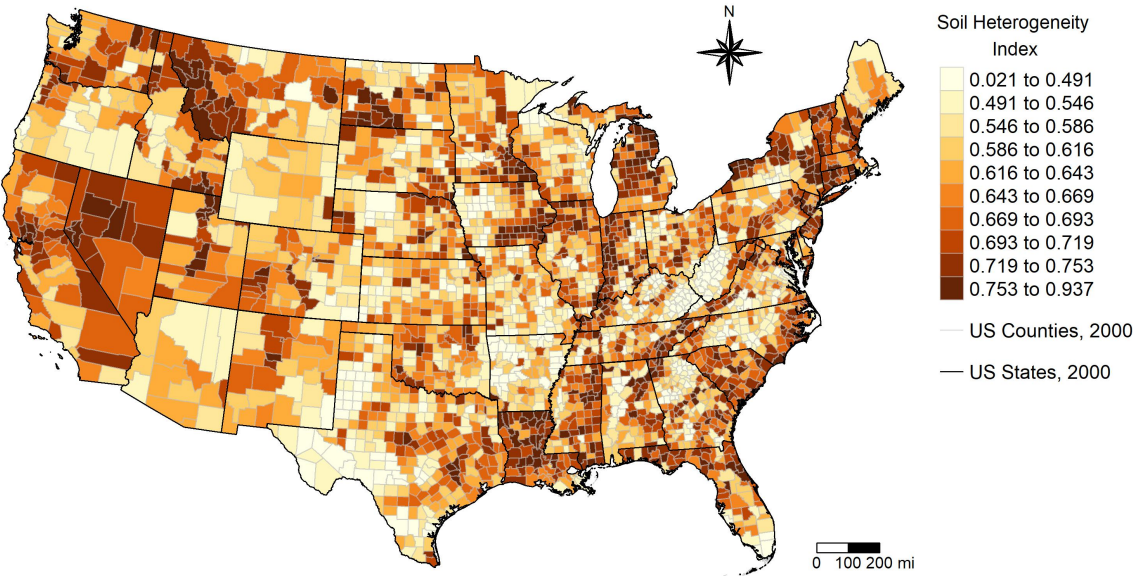 N
Soil Heterogeneity
Index
0.021 to 0.491
0.491 to 0.546
0.546 to 0.586
0.586 to 0.616
0.616 to 0.643
0.643 to 0.669
0.669 to 0.693
0.693 to 0.719
0.719 to 0.753
0.753 to 0.937
US Counties, 2000
US States, 2000
0 100 200 mi